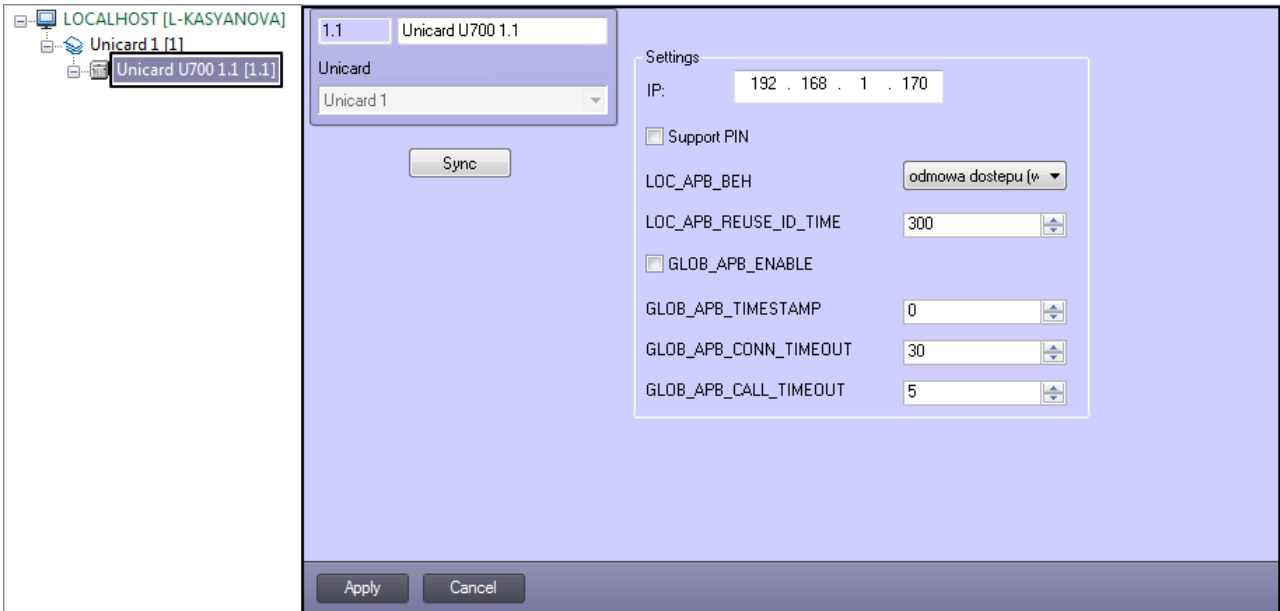 LOCALHOST [L-KASYANOVA]
Unicard 1 [1]
Unicard U700 1.1 [1.1]
1.1 Unicard U700 1.1
Unicard
Unicard 1
Sync
Settings
IP: 192 . 168 . 1 . 170
Support PIN
LOC_APB_BEH odmowa dostepu (
LOC_APB_REUSE_ID_TIME 300
GLOB_APB_ENABLE
GLOB_APB_TIMESTAMP 0
GLOB_APB_CONN_TIMEOUT 30
GLOB_APB_CALL_TIMEOUT 5
Apply Cancel